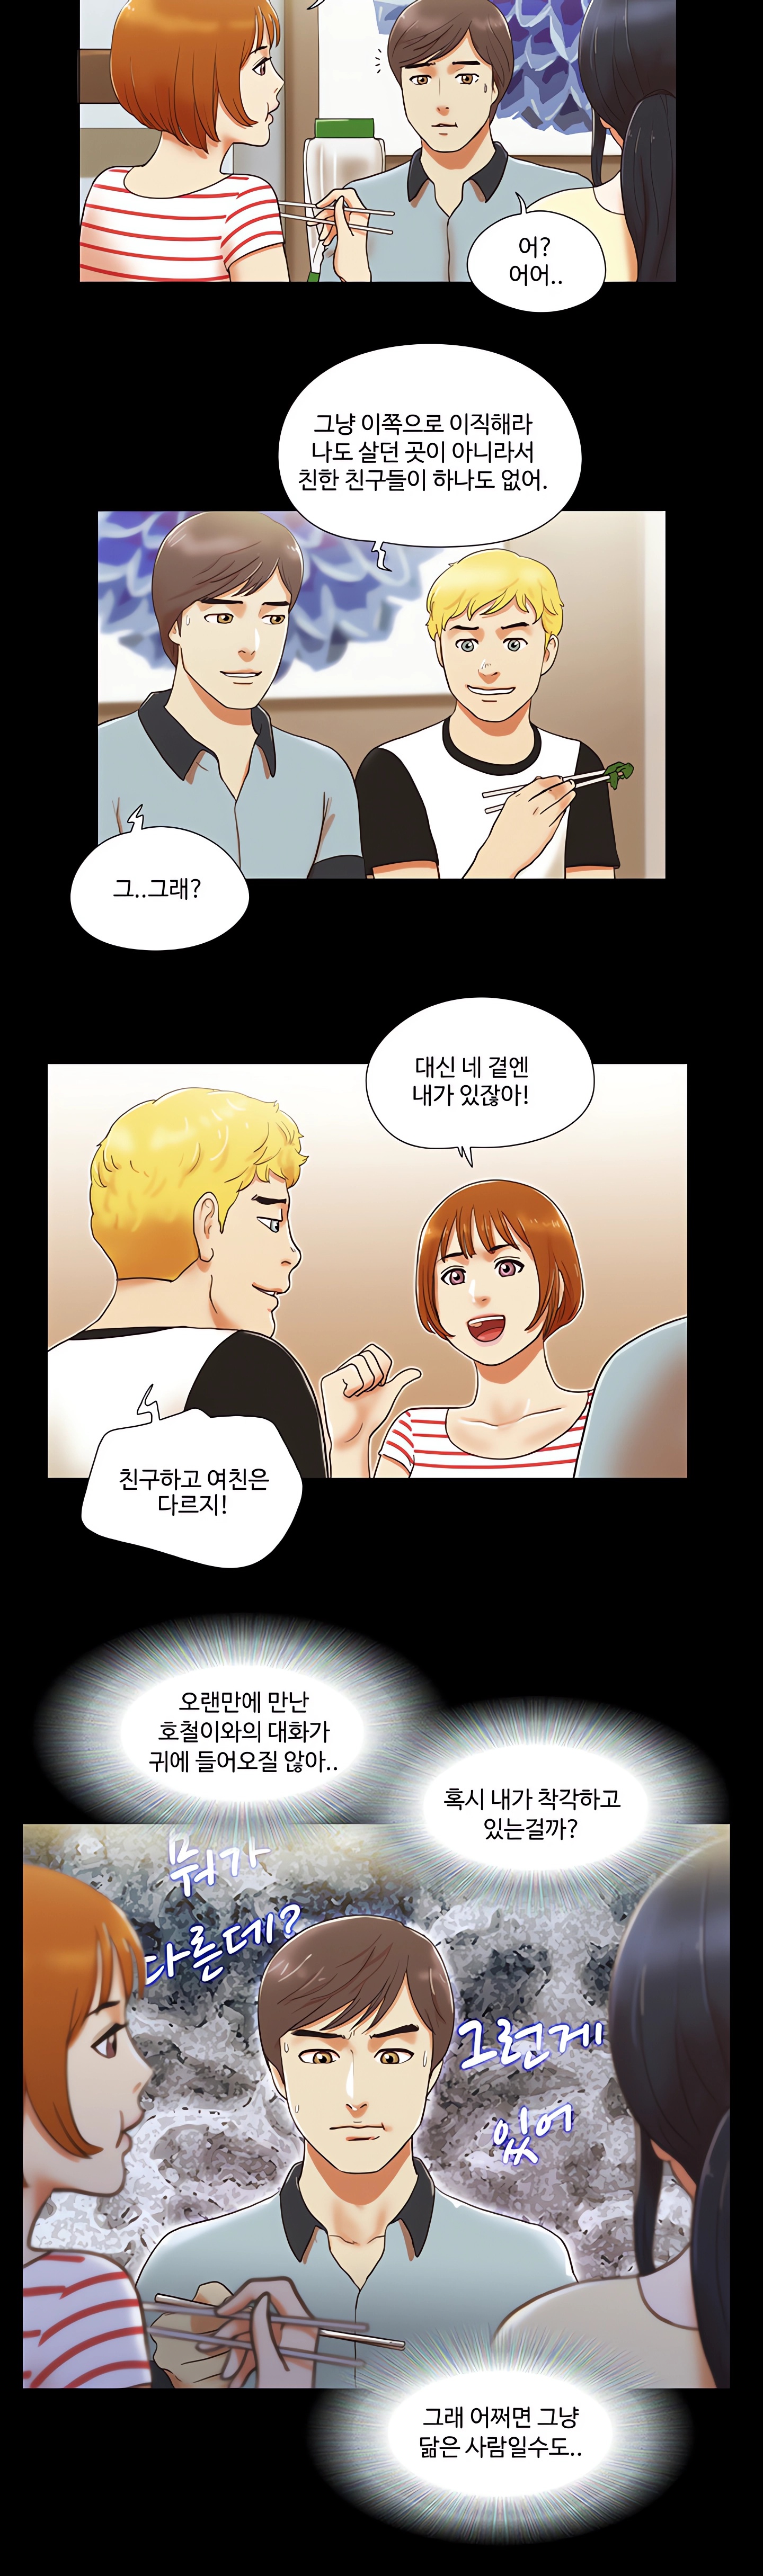 어?
어어..
그냥 이쪽으로 이직해라
나도 살던 곳이 아니라서
친한 친구들이 하나도 없어.
그..그래?
대신 네 곁엔
내가 있잖아!
친구하고 여친은
다르지!
오랜만에 만난
호철이와의 대화가
귀에 들어오질 않아..
혹시 내가 착각하고
있는걸까?
뭐가
다른데?
그런게
있어
그래 어쩌면 그냥
닮은 사람일수도..